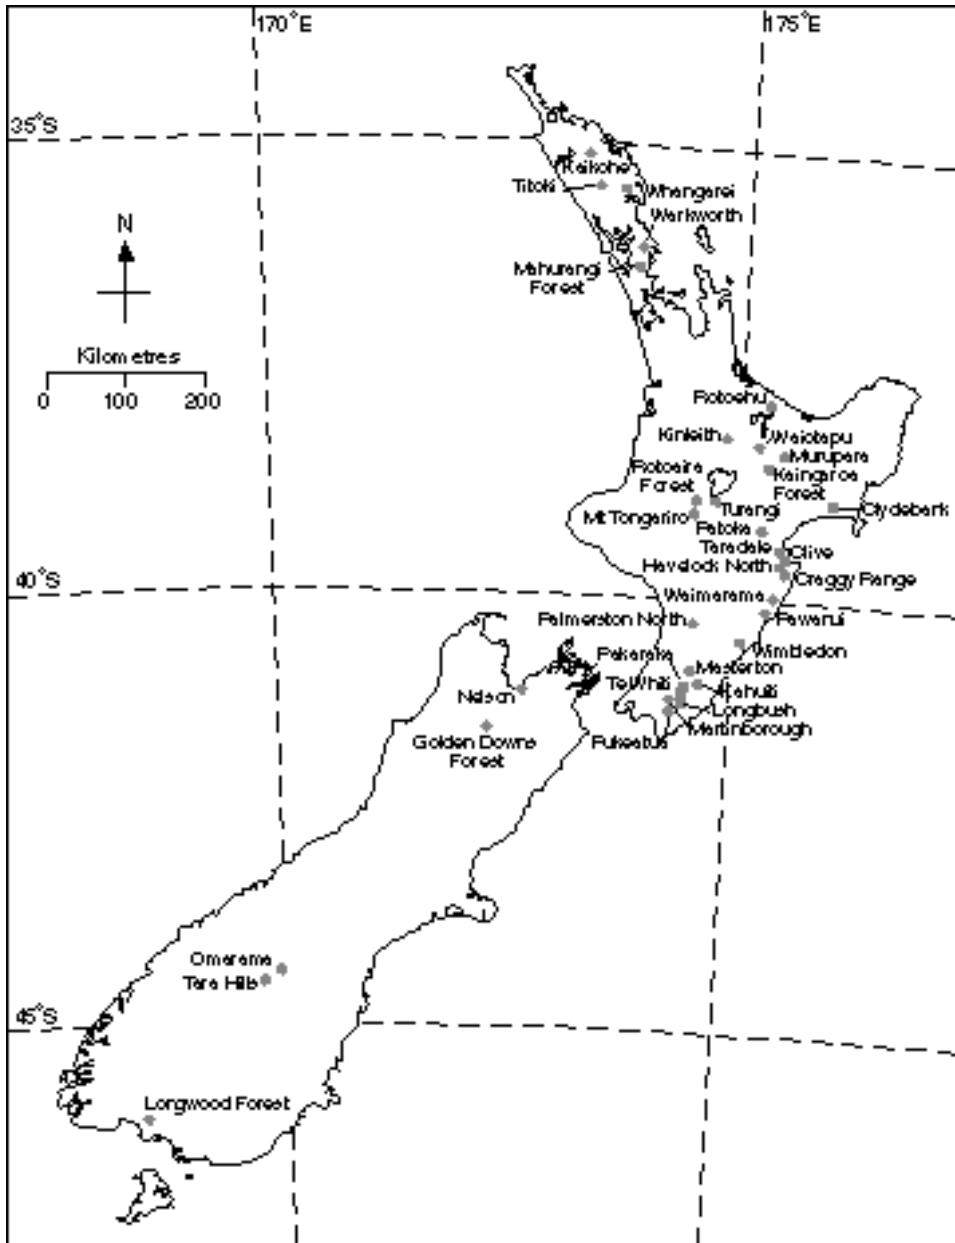 170°E
175°E
35°S
Kaikohe
Titoki
Whangarei
Warkworth
N
Mahurangi
Forest
Kilometres
0 100 200
Rotoehu
Kinleith
Waiotapu
Murupara
Rotoaira
Forest
Kaingaroa
Forest
Turangi
Clydebank
Mt Tongariro
Patoka
Taradale
Clive
Havelock North
Craggy Range
40°S
Waimarama
Palmerston North
Pawanui
Wimbledon
Pakaraka
Masterton
Te Whiti
Kahutii
Nelson
Longbush
Martinborough
Golden Downs
Forest
Pukeatua
Omarama
Tara Hills
45°S
Longwood Forest